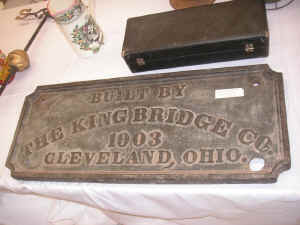 BUILT BY
THE KING BRIDGE CO.
1903
CLEVELAND, OHIO.